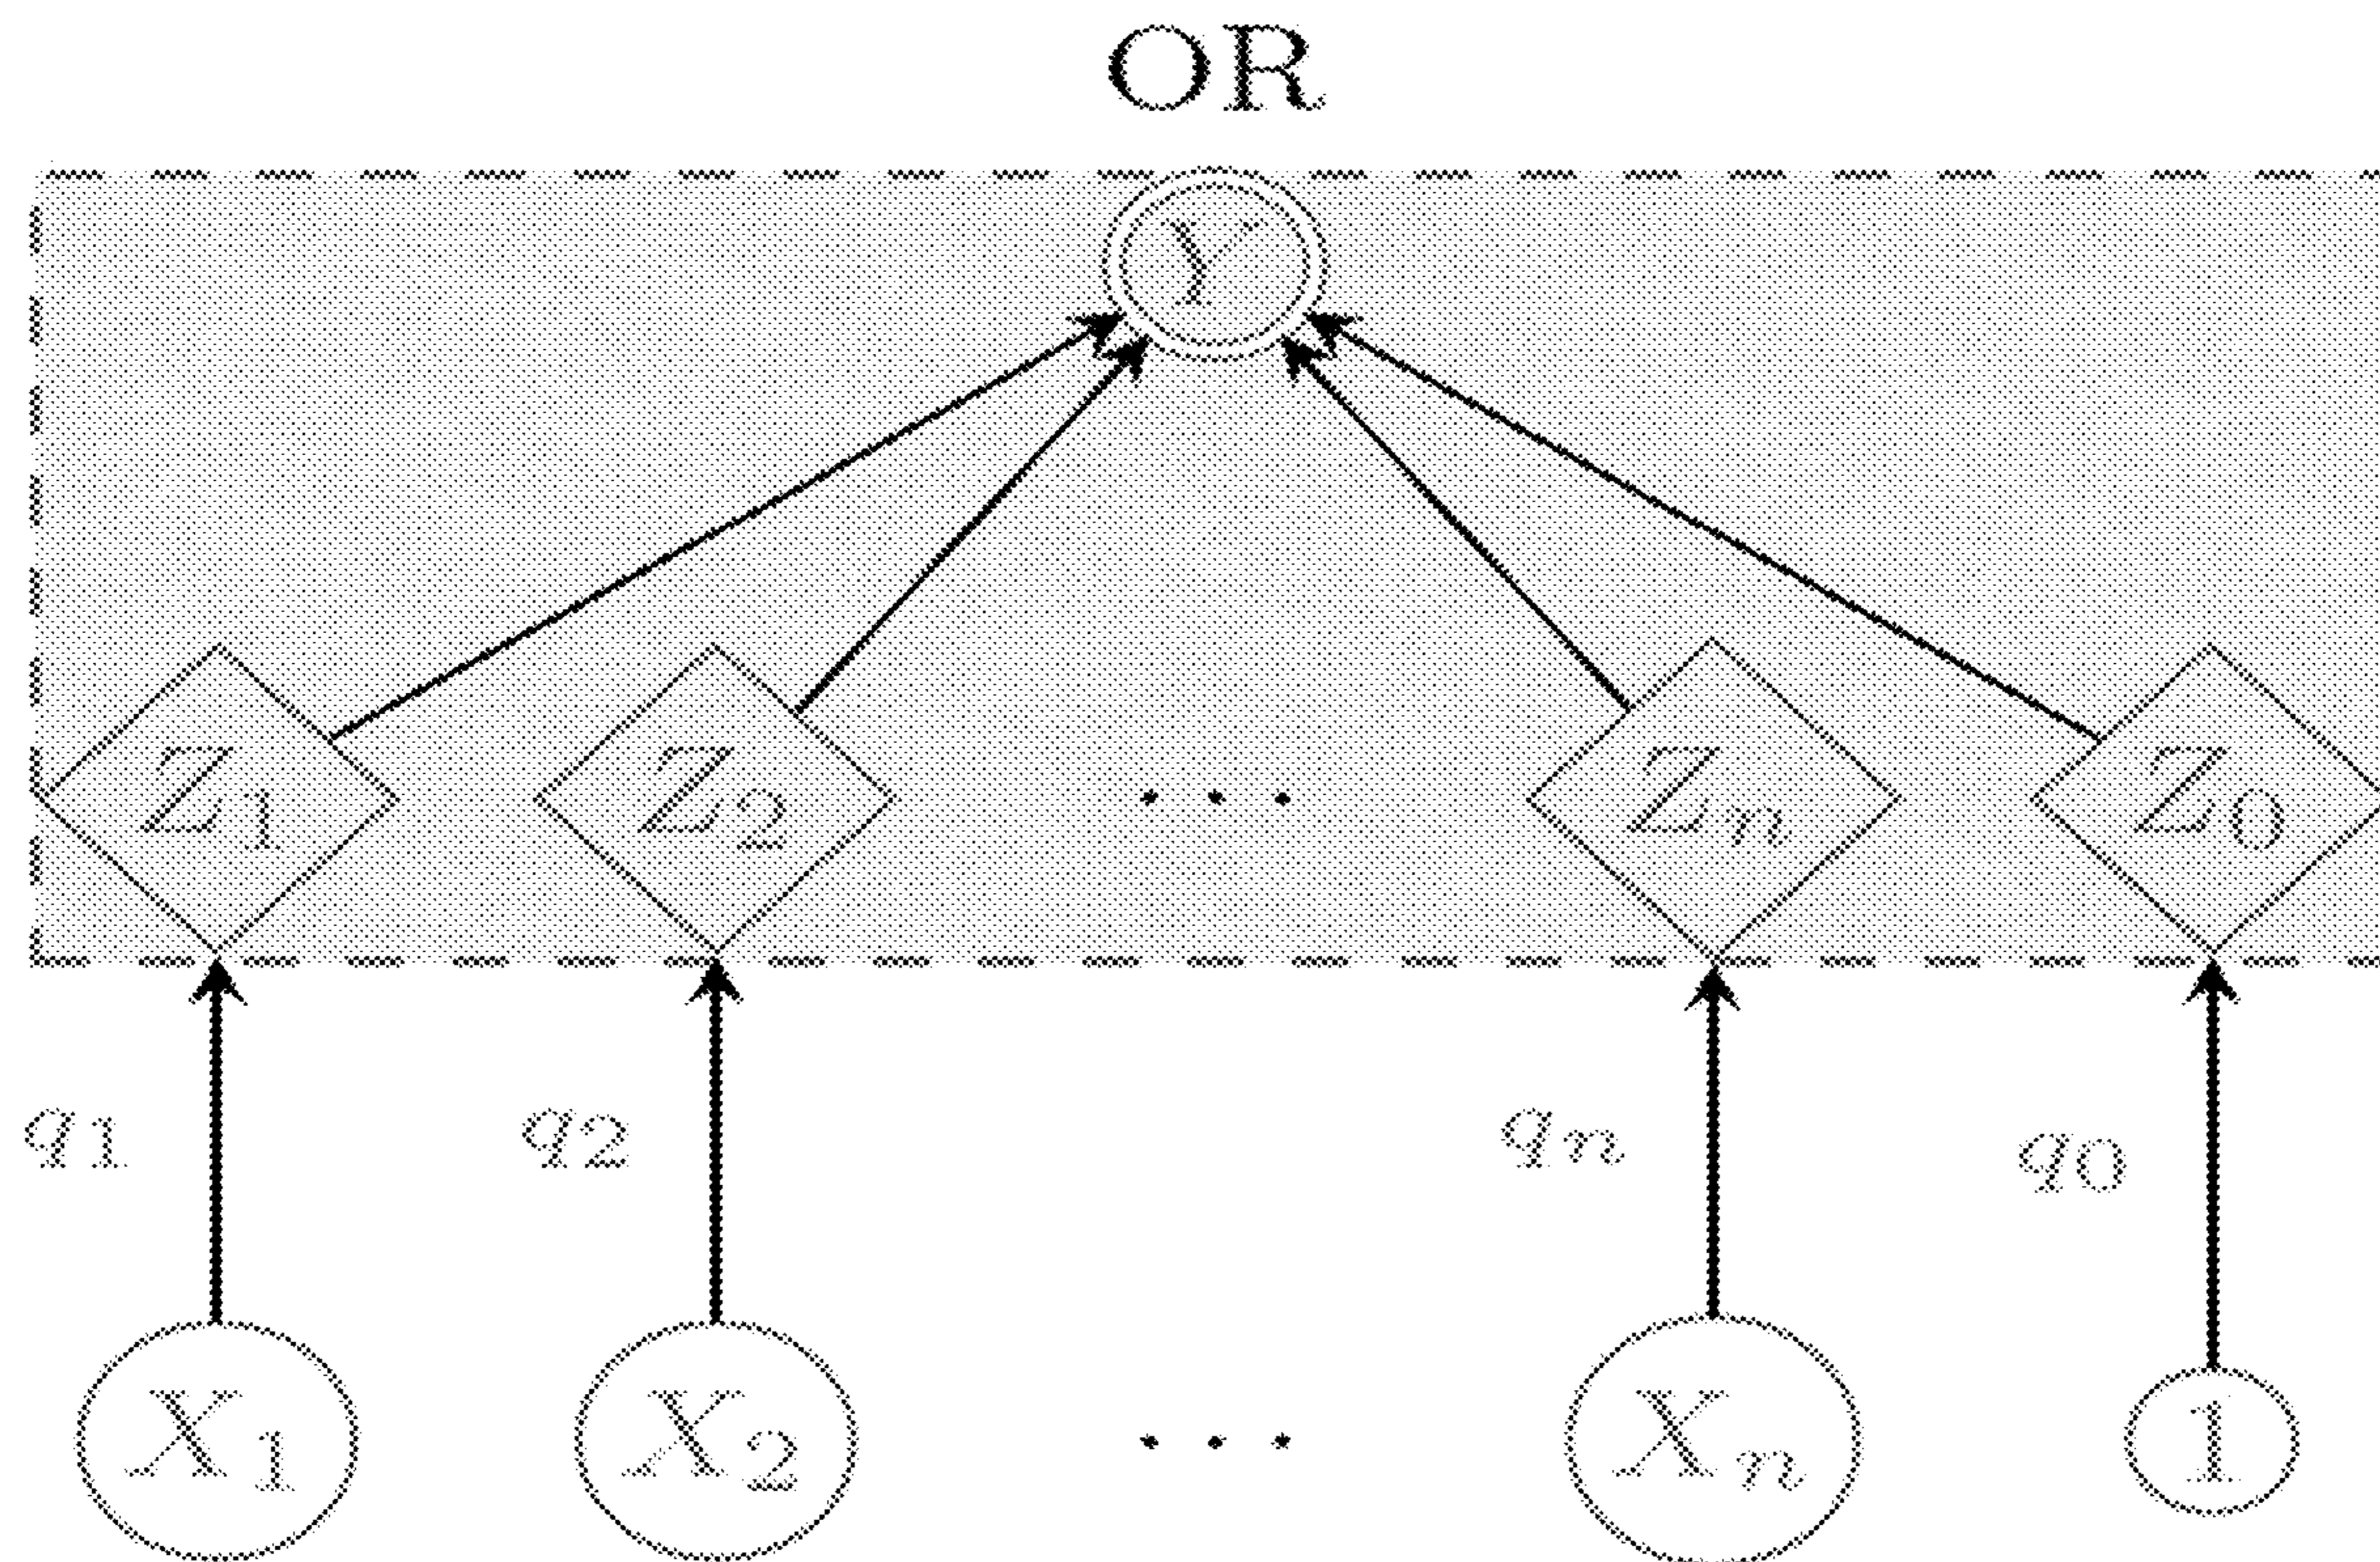 OR
Y
Z₁ Z₂ ... Zₙ Z₀
q₁ q₂ qₙ q₀
X₁ X₂ ... Xₙ 1